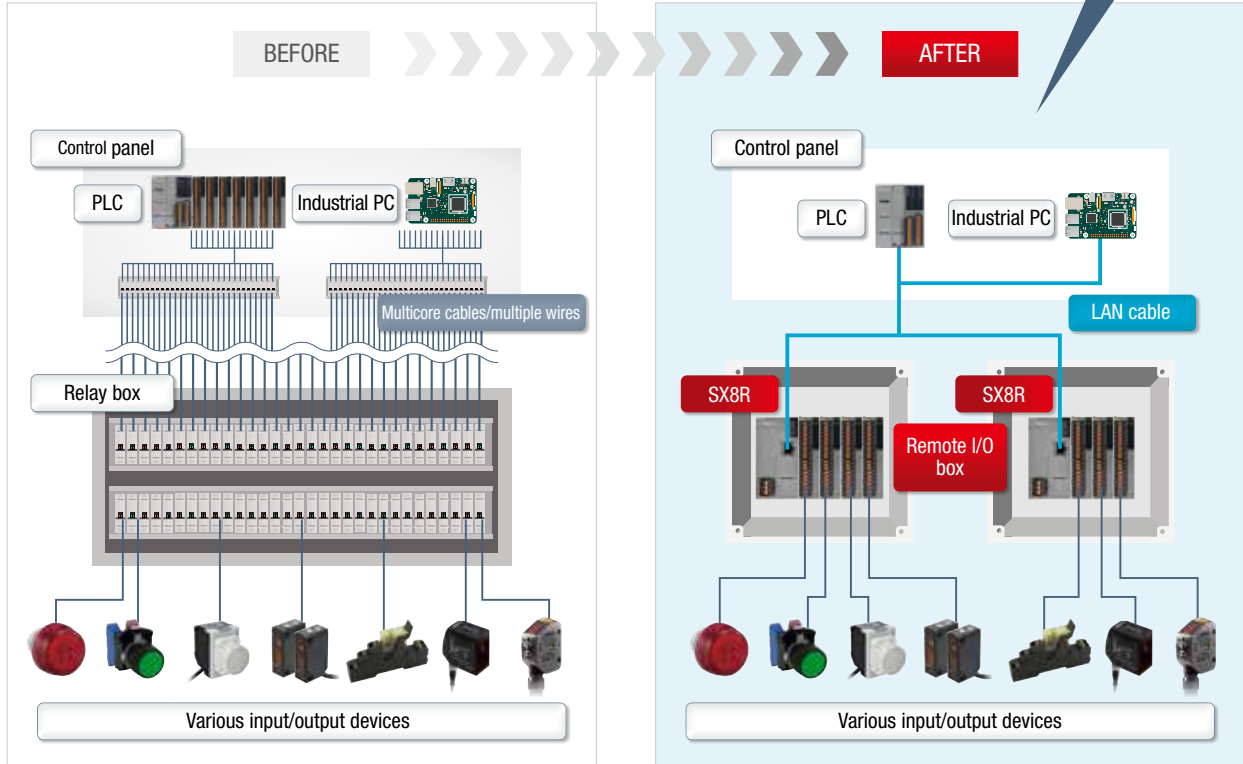 BEFORE
Control panel
PLC
Industrial PC
Multicore cables/multiple wires
Relay box
Various input/output devices
AFTER
Control panel
PLC
Industrial PC
LAN cable
SX8R
SX8R
Remote I/O
box
Various input/output devices